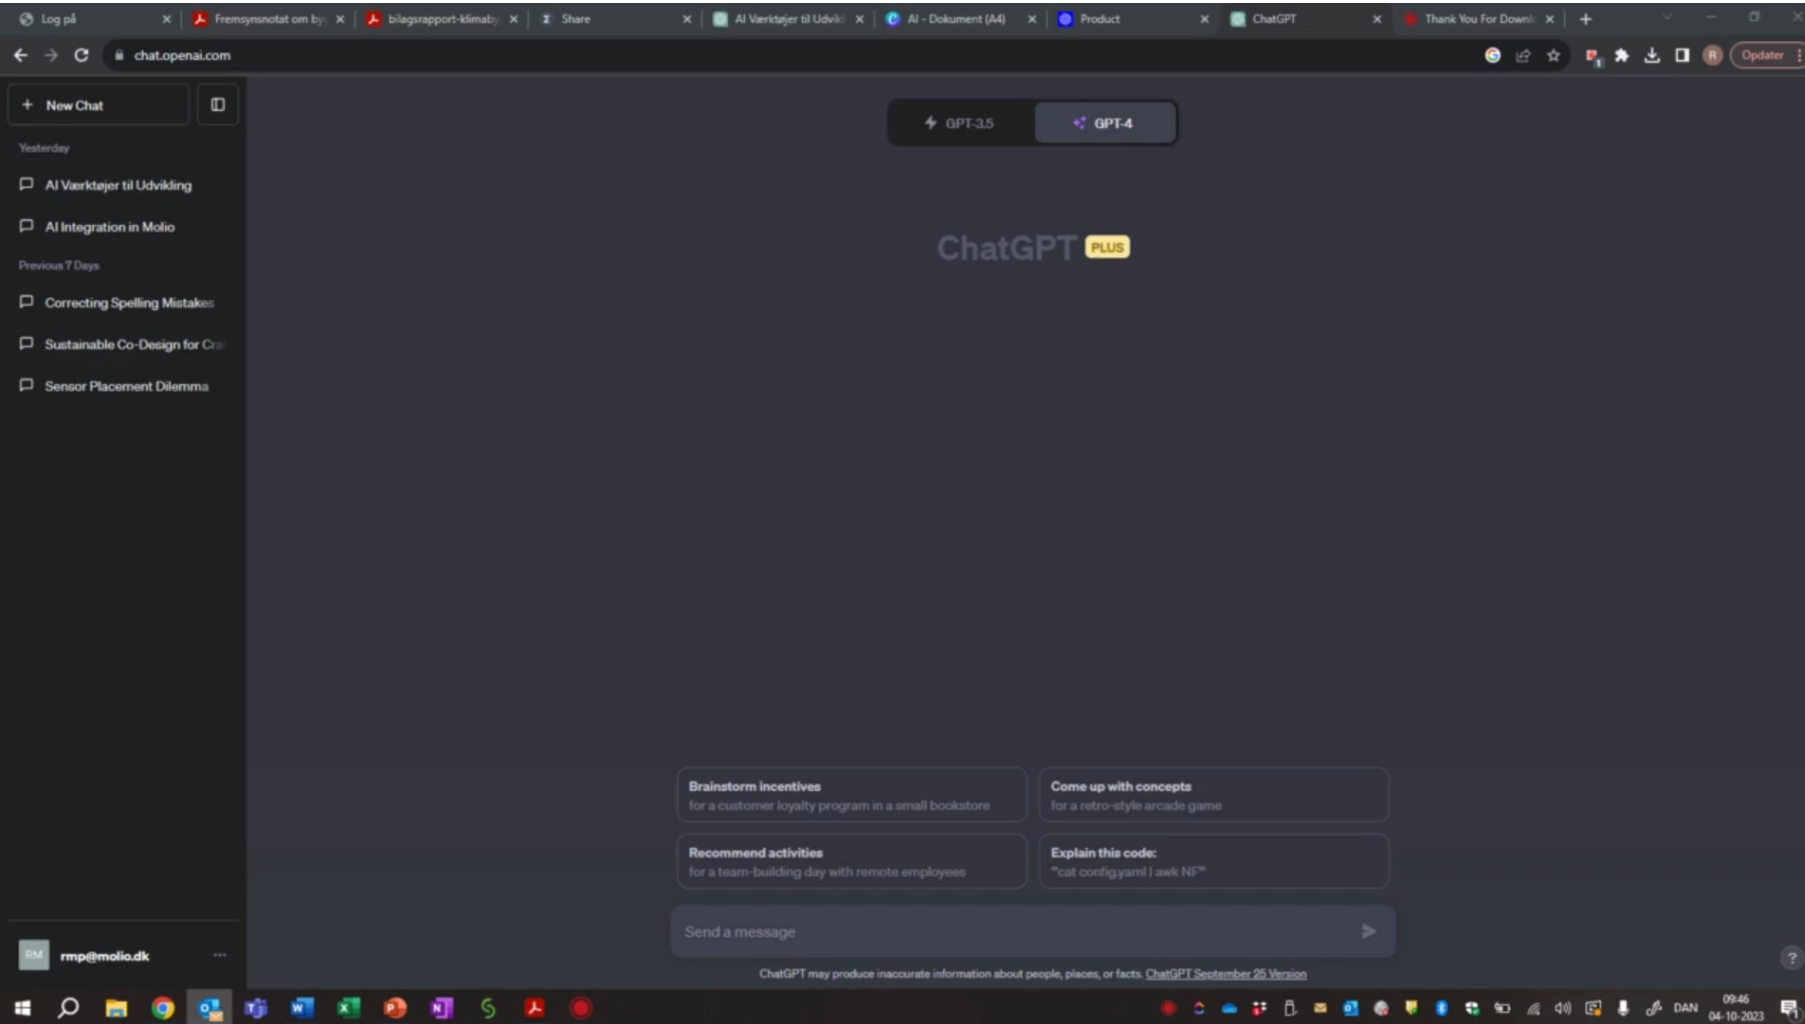 Log på
Fremsynsnotat om by
bilagsrapport-klimaby
Share
AI Værktøjer til Udvikl
AI - Dokument (A4)
Product
ChatGPT
Thank You For Downl
chat.openai.com
1
R
Opdater
+ New Chat
GPT-3.5
GPT-4
Yesterday
AI Værktøjer til Udvikling
AI Integration in Molio
Previous 7 Days
Correcting Spelling Mistakes
Sustainable Co-Design for Cra
Sensor Placement Dilemma
ChatGPT PLUS
Brainstorm incentives
for a customer loyalty program in a small bookstore
Come up with concepts
for a retro-style arcade game
Recommend activities
for a team-building day with remote employees
Explain this code:
"cat config.yaml | awk NF"
Send a message
ChatGPT may produce inaccurate information about people, places, or facts. ChatGPT September 25 Version
RM
rmp@molio.dk
?
DAN
09:46
04-10-2023
1